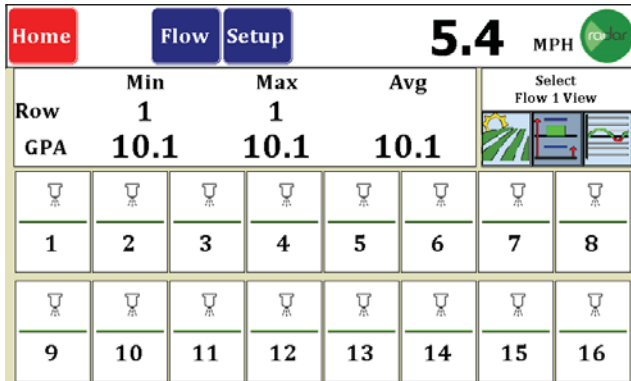 Home Flow Setup 5.4 MPH radar
Min Max Avg
Row 1 1
GPA 10.1 10.1 10.1
Select
Flow 1 View
1 2 3 4 5 6 7 8
9 10 11 12 13 14 15 16